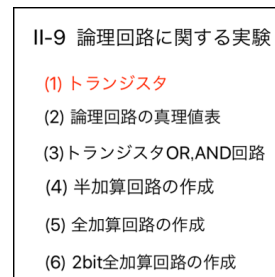 II-9 論理回路に関する実験
(1) トランジスタ
(2) 論理回路の真理値表
(3)トランジスタOR,AND回路
(4) 半加算回路の作成
(5) 全加算回路の作成
(6) 2bit全加算回路の作成